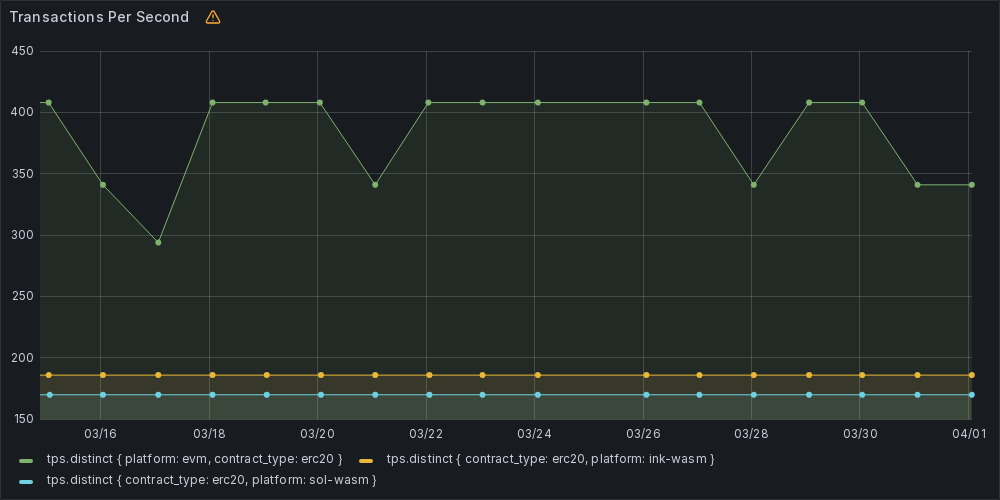 Transactions Per Second
450
400
350
300
250
200
150
03/16 03/18 03/20 03/22 03/24 03/26 03/28 03/30 04/01
tps.distinct { platform: evm, contract_type: erc20 } tps.distinct { contract_type: erc20, platform: ink-wasm }
tps.distinct { contract_type: erc20, platform: sol-wasm }